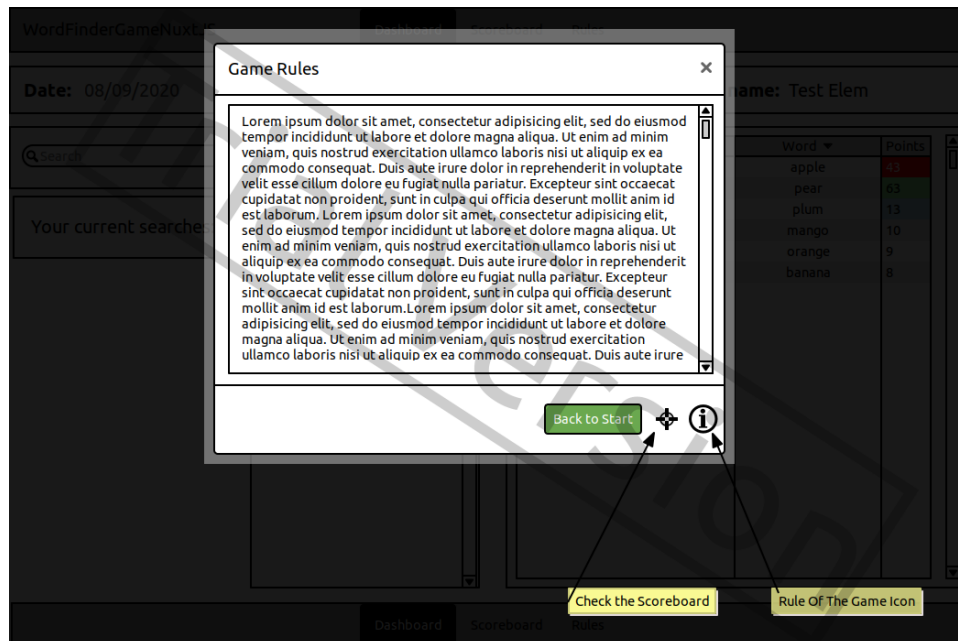 WordFinderGameNuxtJS
Dashboard Scoreboard Rules
Date: 08/09/2020
name: Test Elem
Game Rules
×
Search
Your current searches
Lorem ipsum dolor sit amet, consectetur adipisicing elit, sed do eiusmod
tempor incididunt ut labore et dolore magna aliqua. Ut enim ad minim
veniam, quis nostrud exercitation ullamco laboris nisi ut aliquip ex ea
commodo consequat. Duis aute irure dolor in reprehenderit in voluptate
velit esse cillum dolore eu fugiat nulla pariatur. Excepteur sint occaecat
cupidatat non proident, sunt in culpa qui officia deserunt mollit anim id
est laborum. Lorem ipsum dolor sit amet, consectetur adipisicing elit,
sed do eiusmod tempor incididunt ut labore et dolore magna aliqua. Ut
enim ad minim veniam, quis nostrud exercitation ullamco laboris nisi ut
aliquip ex ea commodo consequat. Duis aute irure dolor in reprehenderit
in voluptate velit esse cillum dolore eu fugiat nulla pariatur. Excepteur
sint occaecat cupidatat non proident, sunt in culpa qui officia deserunt
mollit anim id est laborum.Lorem ipsum dolor sit amet, consectetur
adipisicing elit, sed do eiusmod tempor incididunt ut labore et dolore
magna aliqua. Ut enim ad minim veniam, quis nostrud exercitation
ullamco laboris nisi ut aliquip ex ea commodo consequat. Duis aute irure
Word Points
apple 43
pear 63
plum 13
mango 10
orange 9
banana 8
Back to Start
Check the Scoreboard
Rule Of The Game Icon
Dashboard Scoreboard Rules
Trial Version